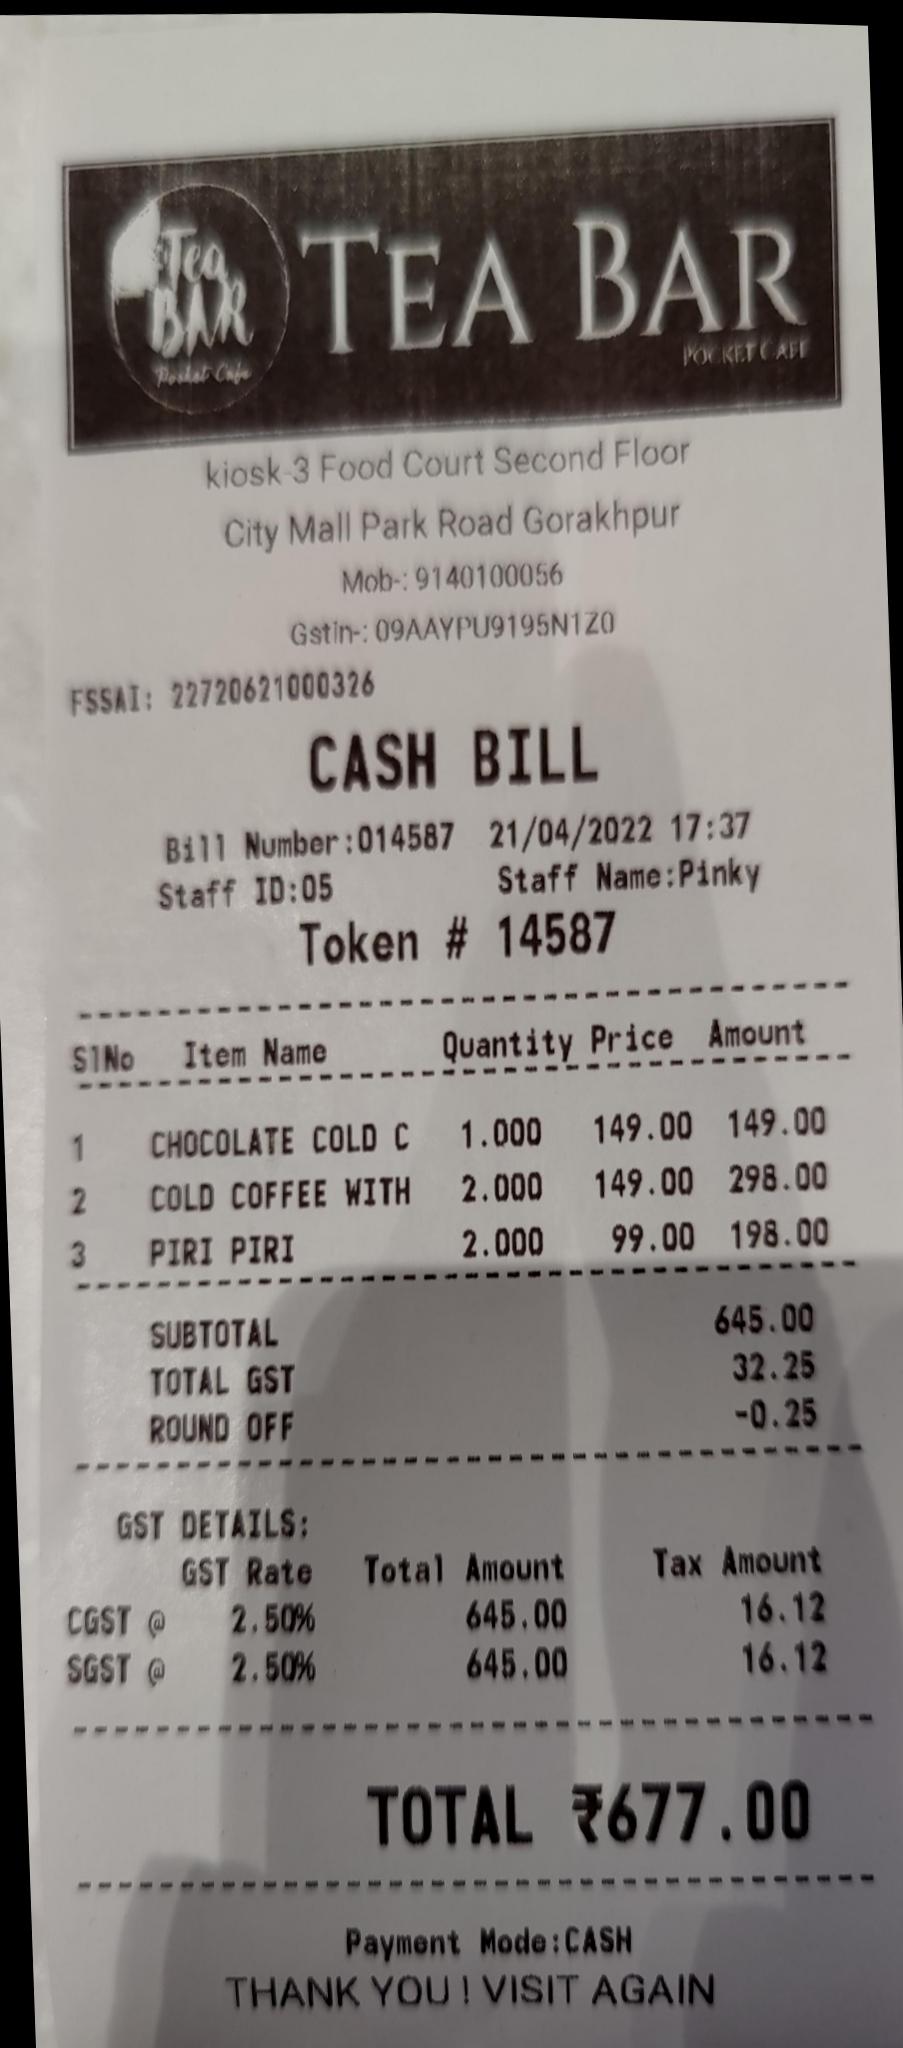 Tea
BAR
Pocket Cafe
TEA BAR
POCKET CAFE
kiosk-3 Food Court Second Floor
City Mall Park Road Gorakhpur
Mob-: 9140100056
Gstin-: 09AAYPU9195N1Z0
FSSAI: 22720621000326
CASH BILL
Bill Number:014587 21/04/2022 17:37
Staff ID:05 Staff Name:Pinky
Token # 14587
SlNo Item Name Quantity Price Amount
1 CHOCOLATE COLD C 1.000 149.00 149.00
2 COLD COFFEE WITH 2.000 149.00 298.00
3 PIRI PIRI 2.000 99.00 198.00
SUBTOTAL 645.00
TOTAL GST 32.25
ROUND OFF -0.25
GST DETAILS:
GST Rate Total Amount Tax Amount
CGST @ 2.50% 645.00 16.12
SGST @ 2.50% 645.00 16.12
TOTAL ₹677.00
Payment Mode:CASH
THANK YOU ! VISIT AGAIN